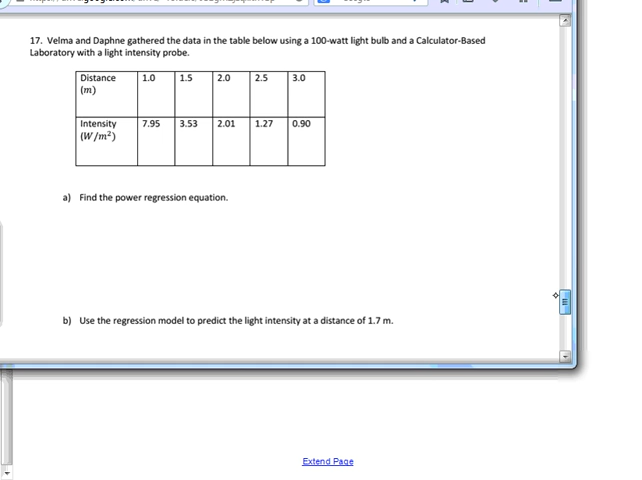 17. Velma and Daphne gathered the data in the table below using a 100-watt light bulb and a Calculator-Based
Laboratory with a light intensity probe.
Distance (m) 1.0 1.5 2.0 2.5 3.0
Intensity (W/m²) 7.95 3.53 2.01 1.27 0.90
a) Find the power regression equation.
b) Use the regression model to predict the light intensity at a distance of 1.7 m.
Extend Page